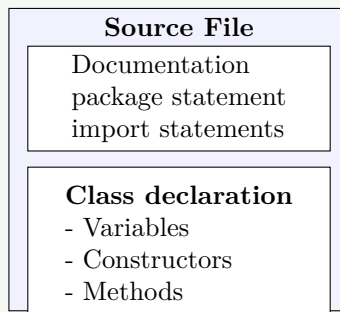 Source File
Documentation
package statement
import statements
Class declaration
- Variables
- Constructors
- Methods